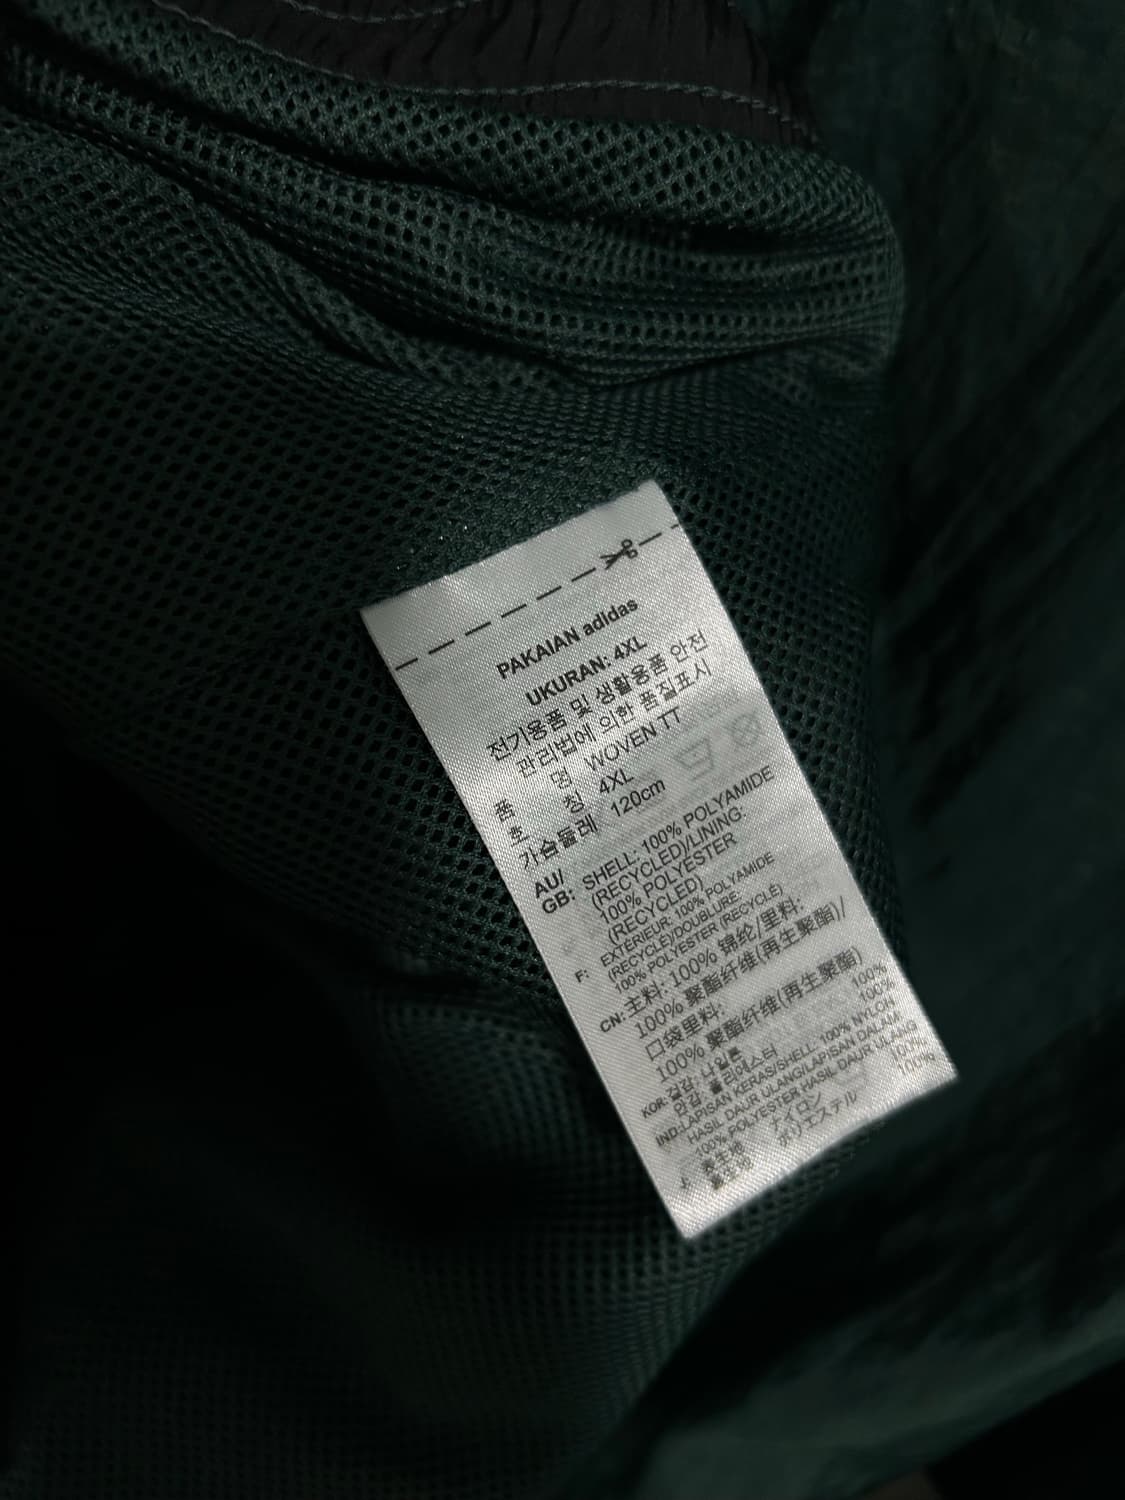 PAKAIAN adidas
UKURAN: 4XL
전기용품 및 생활용품 안전
관리법에 의한 품질표시
품 명 WOVEN TT
호 칭 4XL
가슴둘레 120cm
AU/
GB: SHELL: 100% POLYAMIDE
(RECYCLED)/LINING:
100% POLYESTER
(RECYCLED)
F: EXTÉRIEUR: 100% POLYAMIDE
(RECYCLÉ)/DOUBLURE:
100% POLYESTER (RECYCLÉ)
CN: 主料: 100% 锦纶/里料:
100% 聚酯纤维(再生聚酯)/
口袋里料:
100% 聚酯纤维(再生聚酯)
KOR: 겉감: 나일론 100%
안감: 폴리에스터 100%
IND: LAPISAN KERAS/SHELL: 100% NYLON
HASIL DAUR ULANG/LAPISAN DALAM
100% POLYESTER HASIL DAUR ULANG
J: 表生地 ナイロン 100%
裏生地 ポリエステル 100%